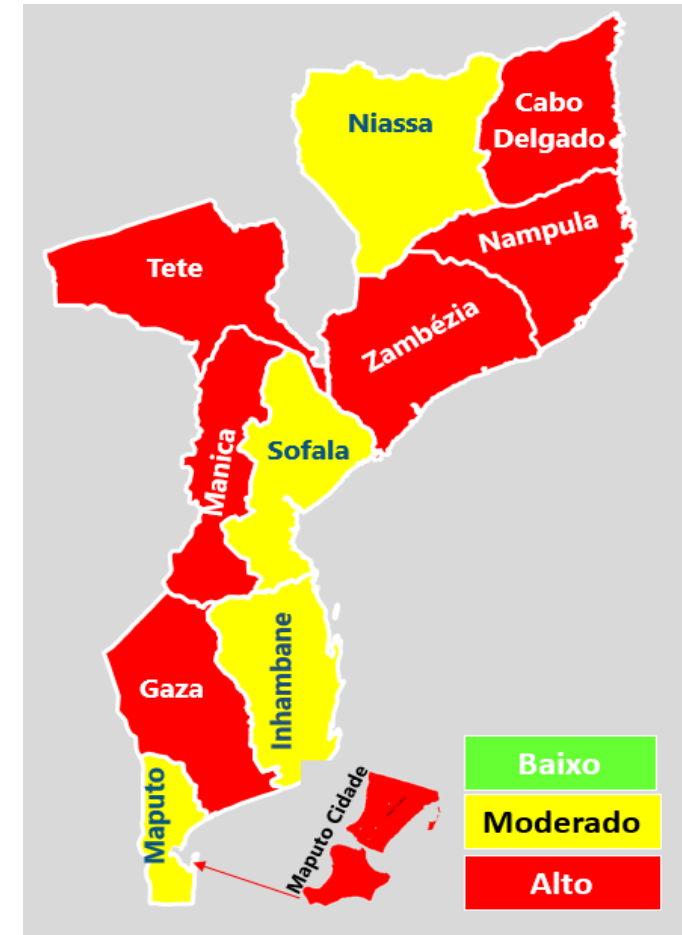 Cabo
Delgado
Niassa
Nampula
Tete
Zambézia
Sofala
Manica
Inhambane
Gaza
Maputo
Maputo Cidade
Baixo
Moderado
Alto